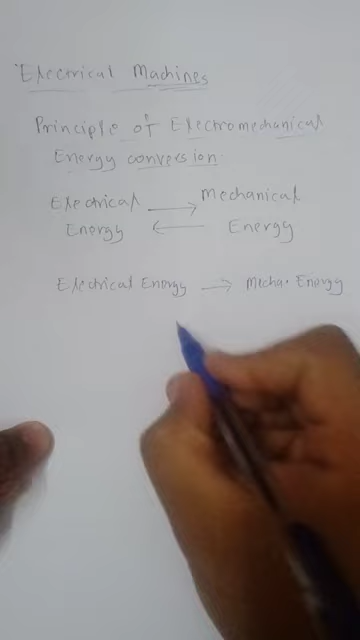 Electrical Machines
Principle of Electromechanical
Energy conversion:
Electrical → Mechanical
Energy ← Energy
Electrical Energy → Mecha. Energy